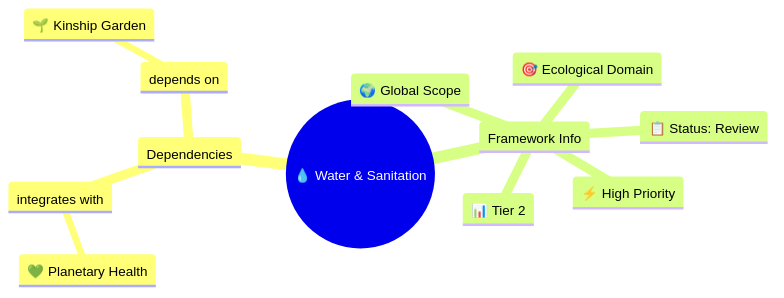 🌱 Kinship Garden
depends on
Dependencies
integrates with
💚 Planetary Health
💧 Water & Sanitation
🌍 Global Scope
🎯 Ecological Domain
Framework Info
📋 Status: Review
⚡ High Priority
📊 Tier 2